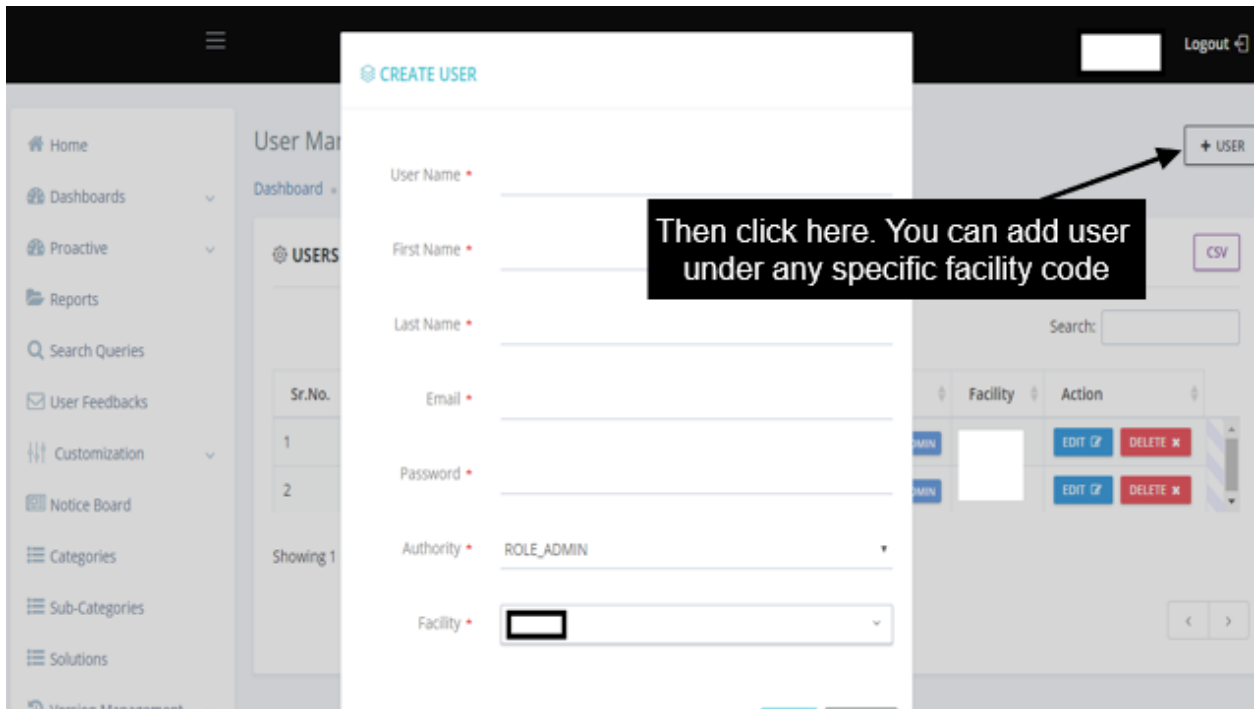 Logout
CREATE USER
Home
User Mar
+ USER
User Name *
Dashboards
Dashboard
Then click here. You can add user
under any specific facility code
Proactive
USERS
First Name *
CSV
Reports
Last Name *
Search:
Search Queries
Sr.No.
Email *
Facility
Action
User Feedbacks
1
EDIT
DELETE ✖
Customization
Password *
2
EDIT
DELETE ✖
Notice Board
Authority *
ROLE_ADMIN
Categories
Showing 1
Sub-Categories
Facility *
< >
Solutions
Version Management